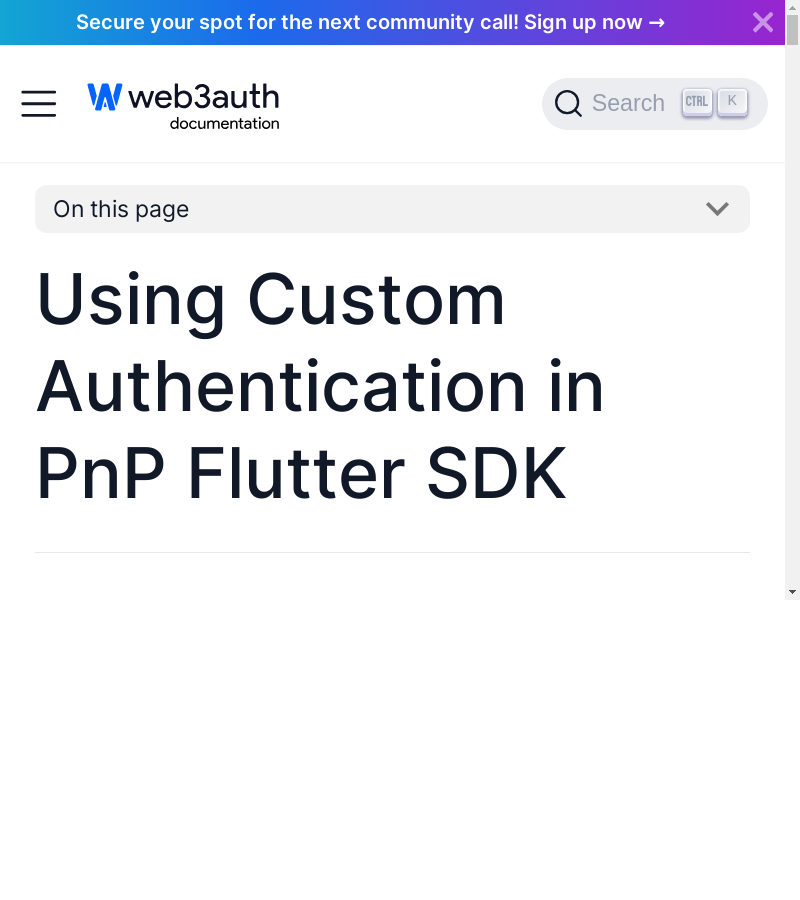 Secure your spot for the next community call! Sign up now →
web3auth
documentation
Search CTRL K
On this page
Using Custom
Authentication in
PnP Flutter SDK